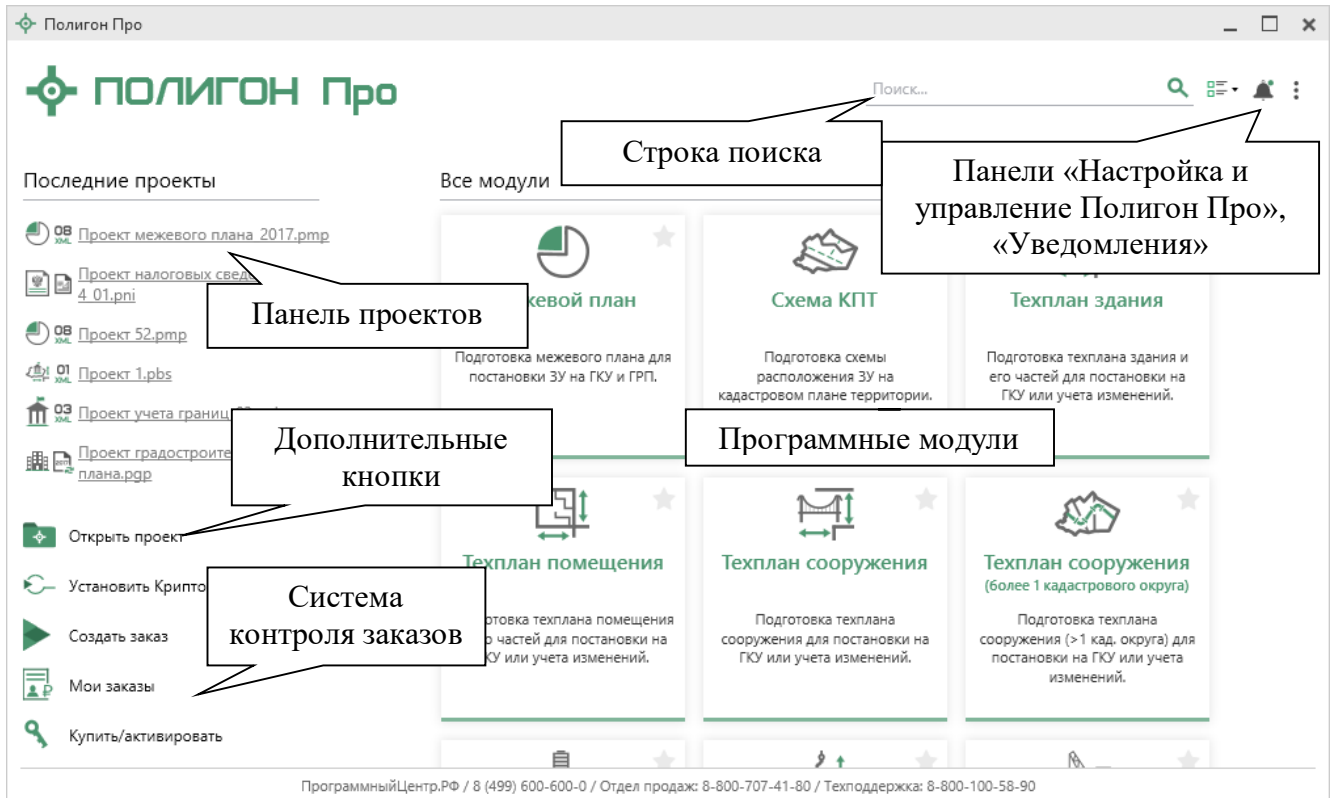 Полигон Про
ПОЛИГОН Про
Поиск...
Строка поиска
Панели «Настройка и
управление Полигон Про»,
«Уведомления»
Последние проекты
08 XML Проект межевого плана 2017.pmp
Проект налоговых
4_01.pni
08 XML Проект 52.pmp
01 XML Проект 1.pbs
03 XML Проект учета границ
Проект
плана.pgp
Панель проектов
Дополнительные
кнопки
Открыть проект
Установить
Создать заказ
Мои заказы
Купить/активировать
Система
контроля заказов
Все модули
план
Подготовка межевого плана для
постановки ЗУ на ГКУ и ГРП.
Схема КПТ
Подготовка схемы
расположения ЗУ на
кадастровом плане территории.
Техплан здания
Подготовка техплана здания и
его частей для постановки на
ГКУ или учета изменений.
Программные модули
Техплан помещения
техплана помещения
частей для постановки на
или учета изменений.
Техплан сооружения
Подготовка техплана
сооружения для постановки на
ГКУ или учета изменений.
Техплан сооружения
(более 1 кадастрового округа)
Подготовка техплана
сооружения (>1 кад. округа) для
постановки на ГКУ или учета
изменений.
ПрограммныйЦентр.РФ / 8 (499) 600-600-0 / Отдел продаж: 8-800-707-41-80 / Техподдержка: 8-800-100-58-90